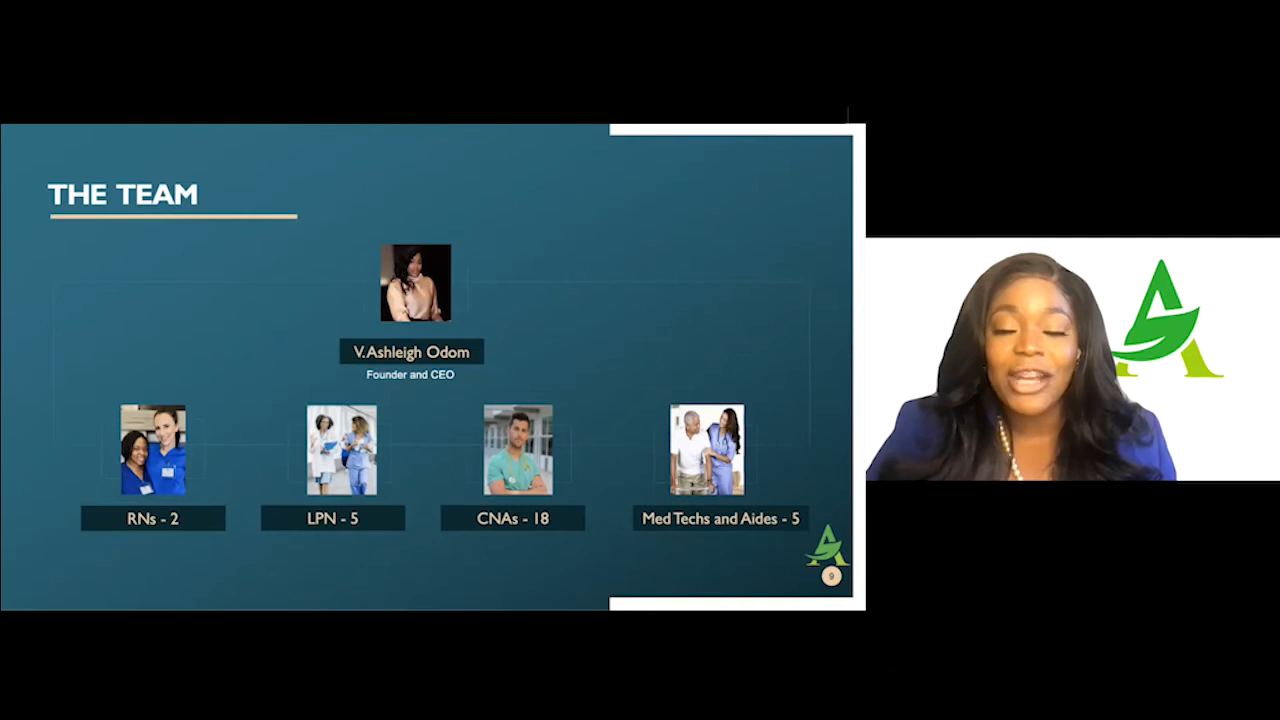 THE TEAM
V. Ashleigh Odom
Founder and CEO
RNs - 2
LPN - 5
CNAs - 18
Med Techs and Aides - 5
9